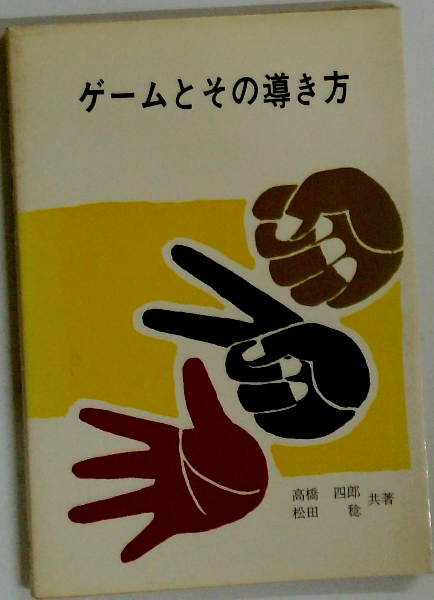 ゲームとその導き方
高橋 四郎
松田 稔 共著